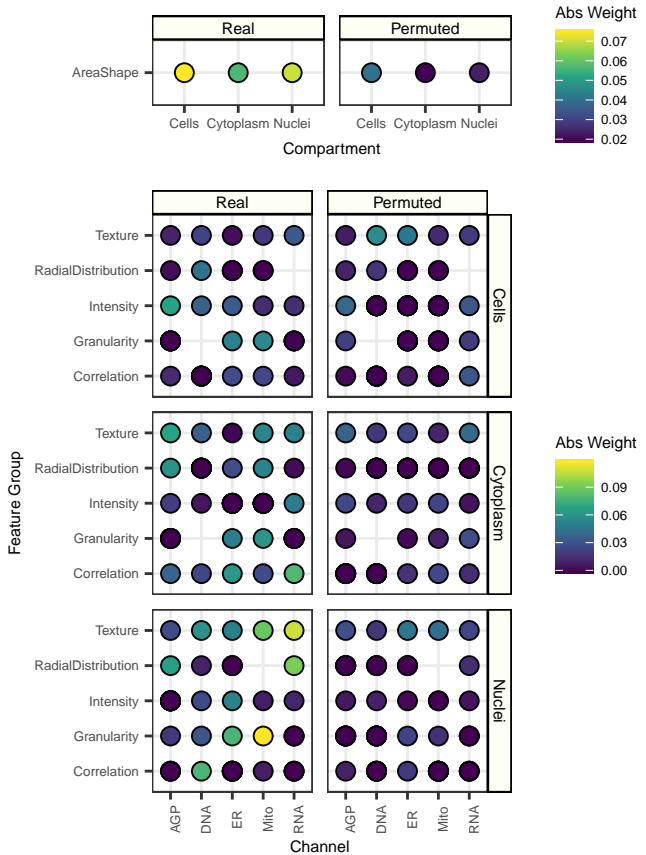 Real Permuted
AreaShape
Cells Cytoplasm Nuclei Cells Cytoplasm Nuclei
Compartment
Abs Weight
0.07
0.06
0.05
0.04
0.03
0.02
Real Permuted
Texture
RadialDistribution
Intensity
Granularity
Correlation
Cells
Texture
RadialDistribution
Intensity
Granularity
Correlation
Cytoplasm
Texture
RadialDistribution
Intensity
Granularity
Correlation
Nuclei
Feature Group
AGP DNA ER Mito RNA AGP DNA ER Mito RNA
Channel
Abs Weight
0.09
0.06
0.03
0.00